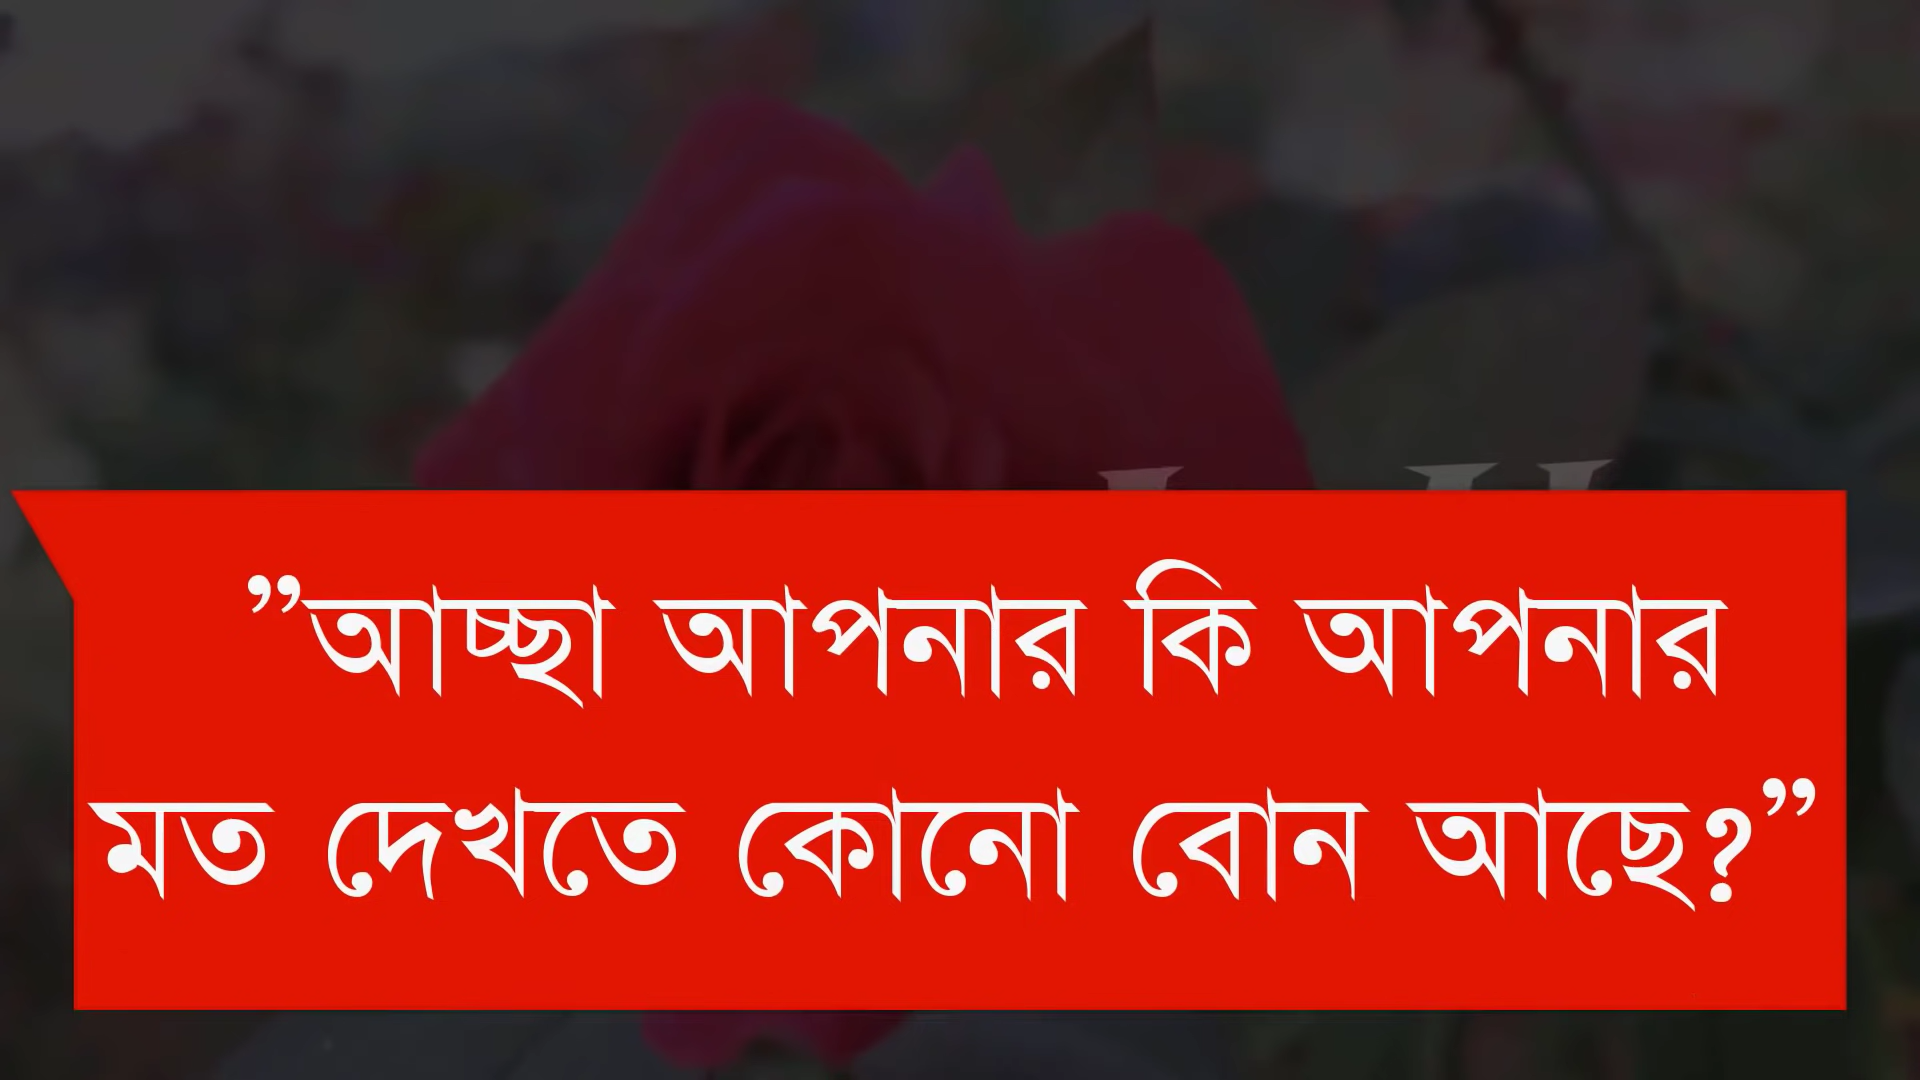 ”আচ্ছা আপনার কি আপনার
মত দেখতে কোনো বোন আছে?”